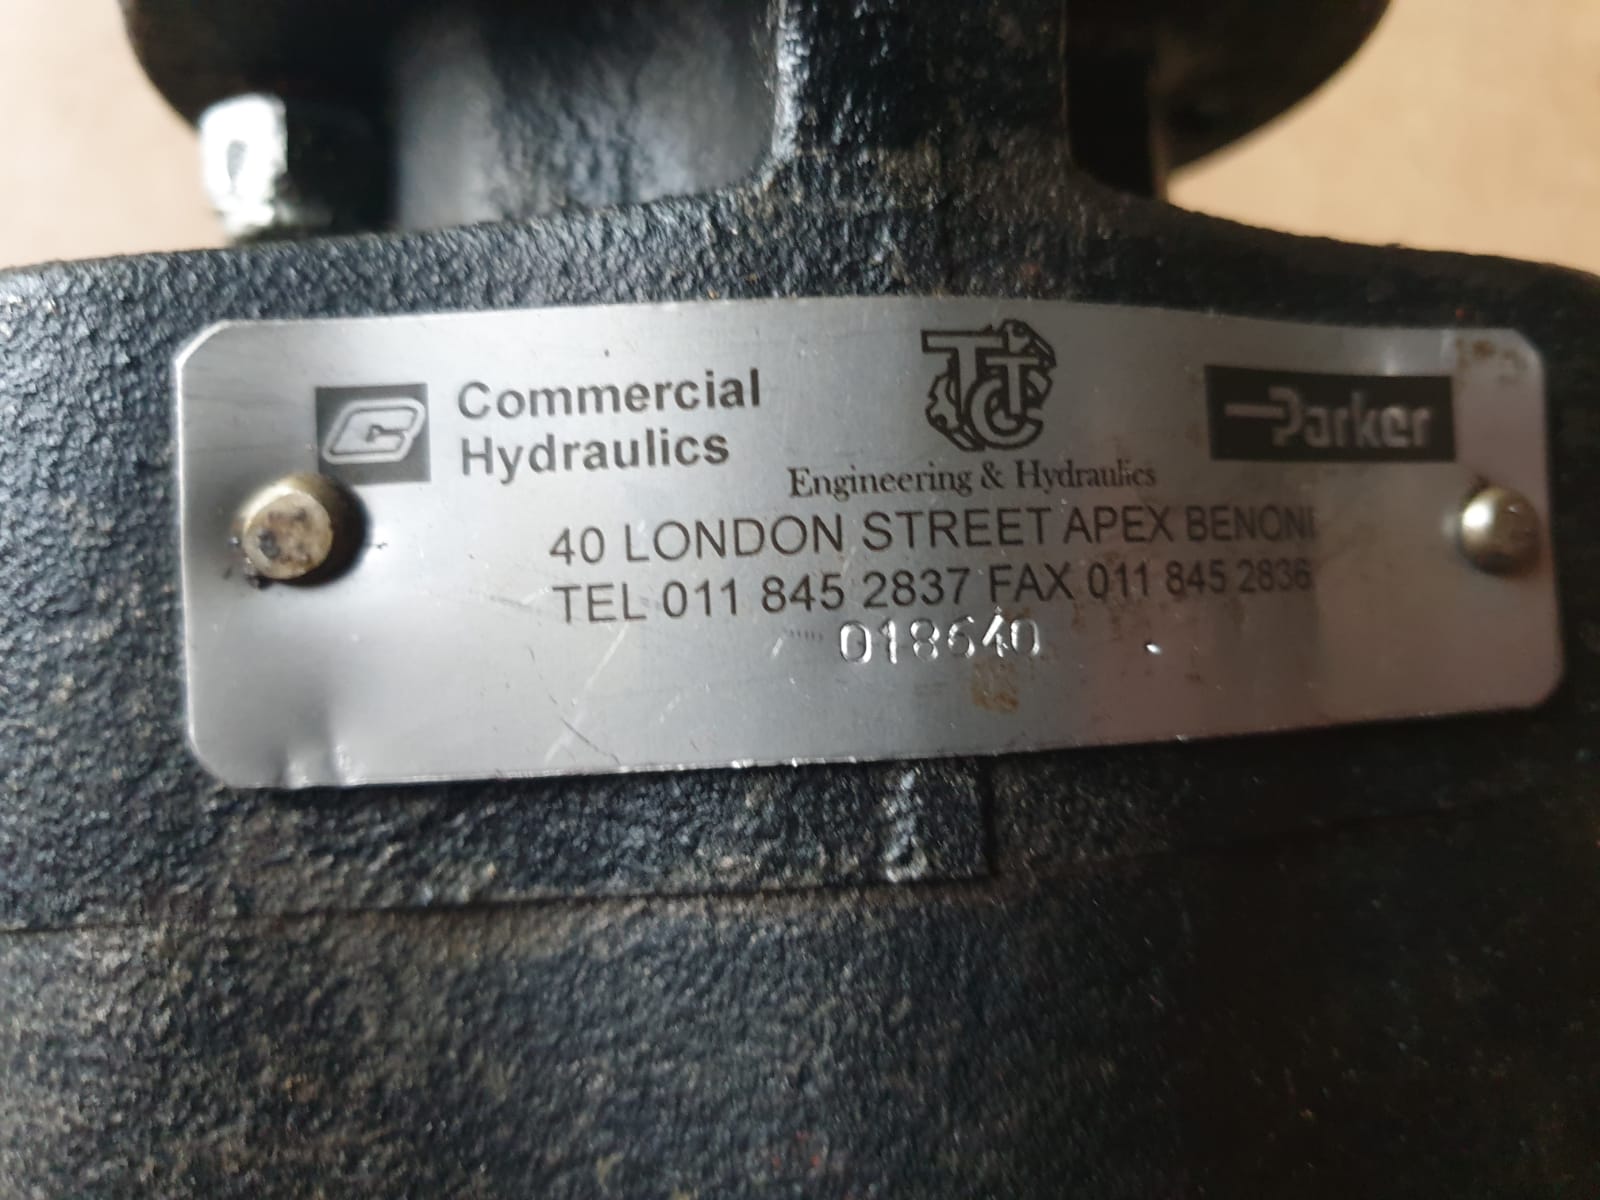 Commercial
Hydraulics
TCT
Engineering & Hydraulics
Parker
40 LONDON STREET APEX BENONI
TEL 011 845 2837 FAX 011 845 2836
018640